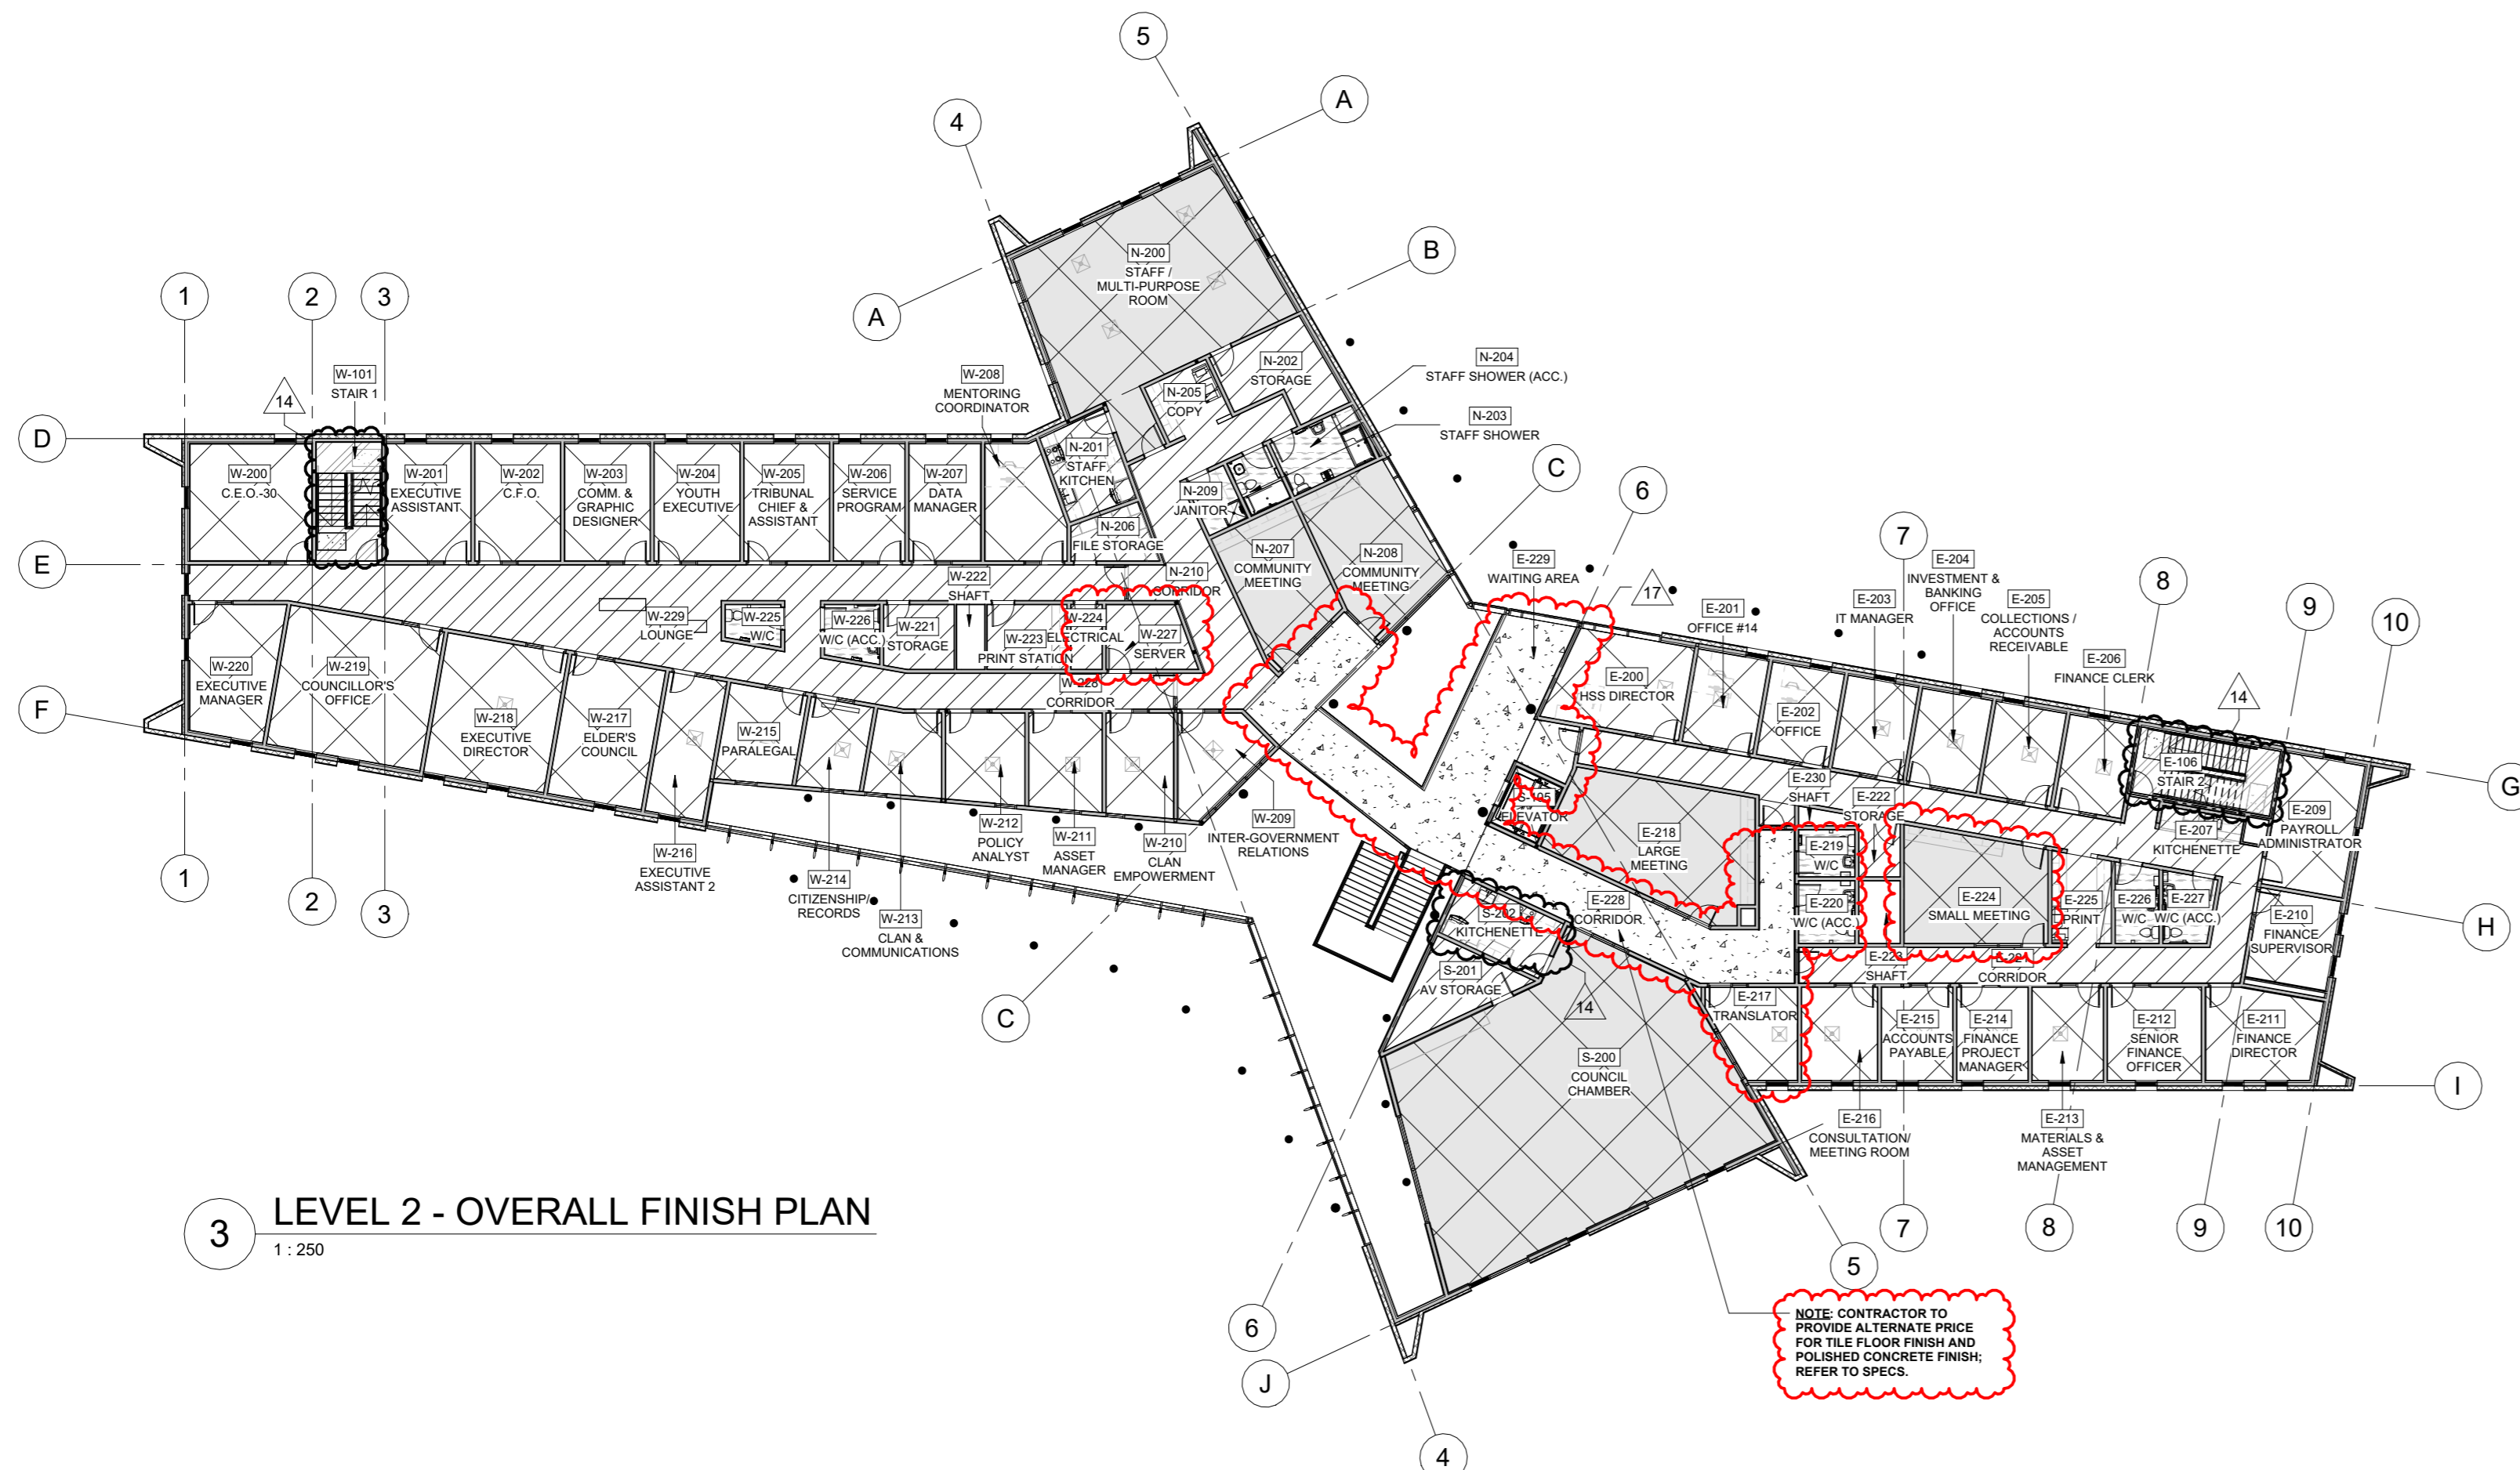 5
A
4
B
A
1
2
3
C
6
D
E
F
7
8
9
10
G
H
I
1
2
3
C
7
8
9
10
5
6
J
4
14
W-101
STAIR 1
W-200
C.E.O.-30
W-201
EXECUTIVE
ASSISTANT
W-202
C.F.O.
W-203
COMM. &
GRAPHIC
DESIGNER
W-204
YOUTH
EXECUTIVE
W-205
TRIBUNAL
CHIEF &
ASSISTANT
W-206
SERVICE
PROGRAM
W-207
DATA
MANAGER
W-208
MENTORING
COORDINATOR
N-200
STAFF /
MULTI-PURPOSE
ROOM
N-202
STORAGE
N-205
COPY
N-204
STAFF SHOWER (ACC.)
N-203
STAFF SHOWER
N-201
STAFF
KITCHEN
N-209
JANITOR
N-206
FILE STORAGE
N-207
COMMUNITY
MEETING
N-208
COMMUNITY
MEETING
N-210
CORRIDOR
W-222
SHAFT
W-229
LOUNGE
W-225
W/C
W-226
W/C (ACC.)
W-221
STORAGE
W-223
PRINT STATION
W-224
ELECTRICAL
W-227
SERVER
W-228
CORRIDOR
W-220
EXECUTIVE
MANAGER
W-219
COUNCILLOR'S
OFFICE
W-218
EXECUTIVE
DIRECTOR
W-217
ELDER'S
COUNCIL
W-215
PARALEGAL
W-216
EXECUTIVE
ASSISTANT 2
W-214
CITIZENSHIP/
RECORDS
W-213
CLAN &
COMMUNICATIONS
W-212
POLICY
ANALYST
W-211
ASSET
MANAGER
W-210
CLAN
EMPOWERMENT
W-209
INTER-GOVERNMENT
RELATIONS
E-229
WAITING AREA
17
E-200
HSS DIRECTOR
E-201
OFFICE #14
E-202
OFFICE
E-203
IT MANAGER
E-204
INVESTMENT &
BANKING
OFFICE
E-205
COLLECTIONS /
ACCOUNTS
RECEIVABLE
E-206
FINANCE CLERK
14
E-106
STAIR 2
E-209
PAYROLL
ADMINISTRATOR
E-207
KITCHENETTE
E-230
SHAFT
E-222
STORAGE
S-195
ELEVATOR
E-218
LARGE
MEETING
E-219
W/C
E-220
W/C (ACC.)
E-224
SMALL MEETING
E-225
PRINT
E-226
W/C
E-227
W/C (ACC.)
E-210
FINANCE
SUPERVISOR
E-228
CORRIDOR
S-202
KITCHENETTE
S-201
AV STORAGE
14
E-223
SHAFT
E-221
CORRIDOR
E-217
TRANSLATOR
E-215
ACCOUNTS
PAYABLE
E-214
FINANCE
PROJECT
MANAGER
E-212
SENIOR
FINANCE
OFFICER
E-211
FINANCE
DIRECTOR
S-200
COUNCIL
CHAMBER
E-216
CONSULTATION/
MEETING ROOM
E-213
MATERIALS &
ASSET
MANAGEMENT
3
LEVEL 2 - OVERALL FINISH PLAN
1 : 250
NOTE: CONTRACTOR TO
PROVIDE ALTERNATE PRICE
FOR TILE FLOOR FINISH AND
POLISHED CONCRETE FINISH;
REFER TO SPECS.